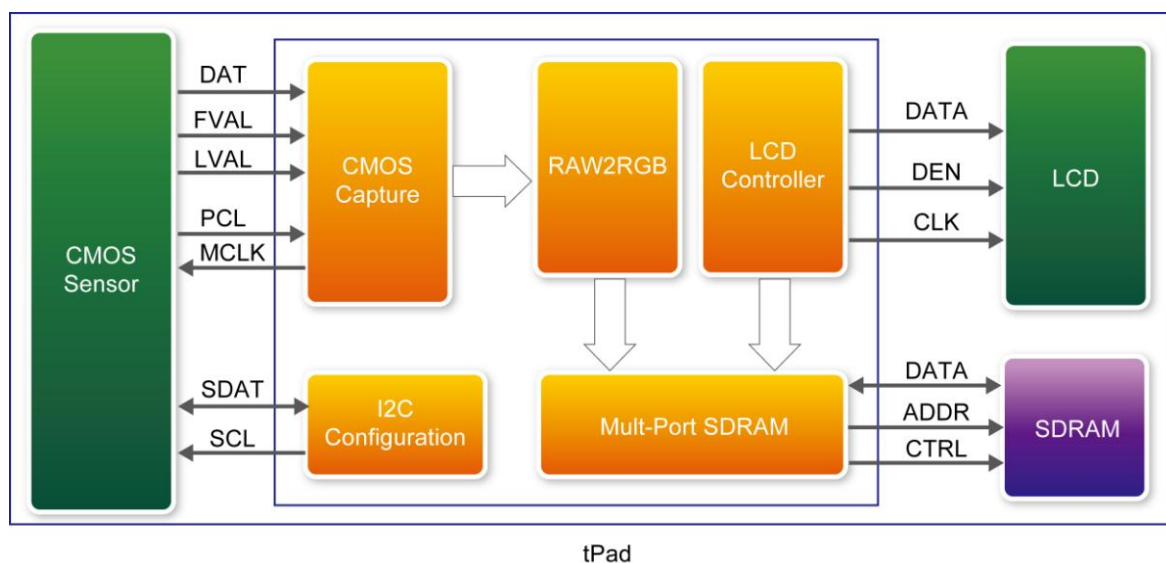 CMOS
Sensor
DAT
FVAL
LVAL
PCL
MCLK
SDAT
SCL
CMOS
Capture
I2C
Configuration
RAW2RGB
LCD
Controller
Mult-Port SDRAM
DATA
DEN
CLK
LCD
DATA
ADDR
CTRL
SDRAM
tPad